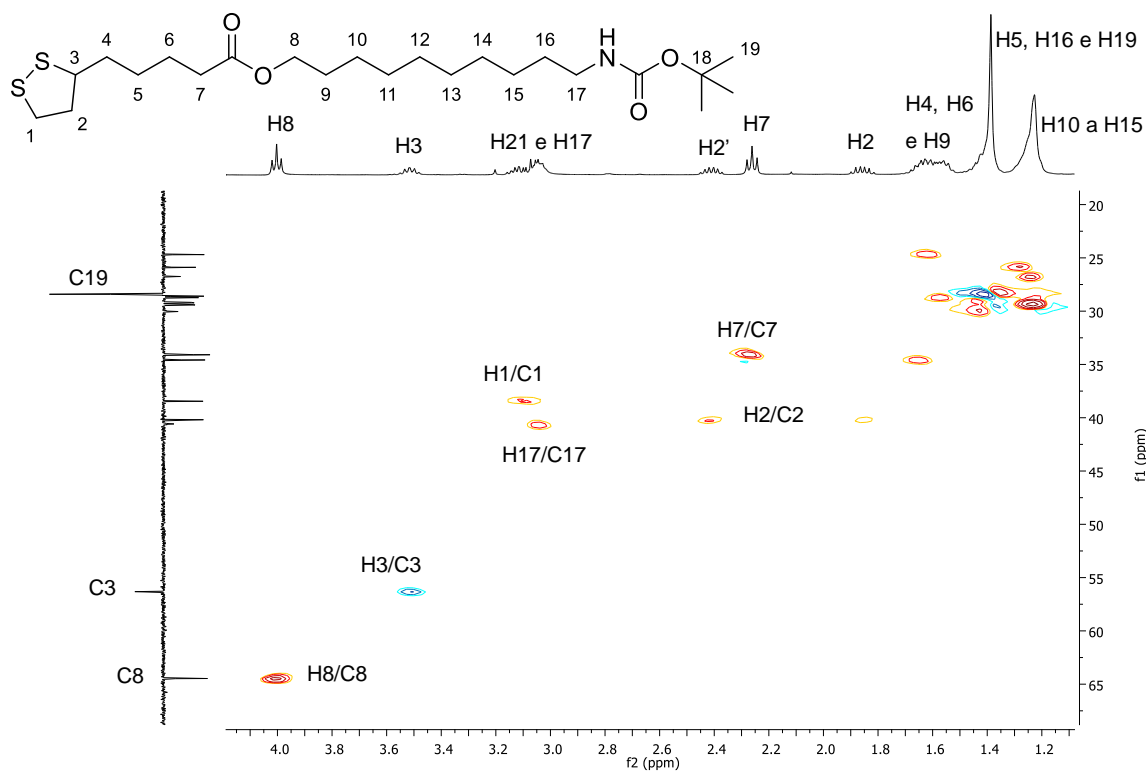 O
4 6 8 10 12 14 16 H 19
3 N O 18
S
S O
5 7 9 11 13 15 17 O
1 2
H8
H3
H21 e H17
H2’
H7
H2
H4, H6
e H9
H5, H16 e H19
H10 a H15
C19
C3
C8
H7/C7
H1/C1
H2/C2
H17/C17
H3/C3
H8/C8
20
25
30
35
40
45
50
55
60
65
f1 (ppm)
4.0 3.8 3.6 3.4 3.2 3.0 2.8 2.6 2.4 2.2 2.0 1.8 1.6 1.4 1.2
f2 (ppm)